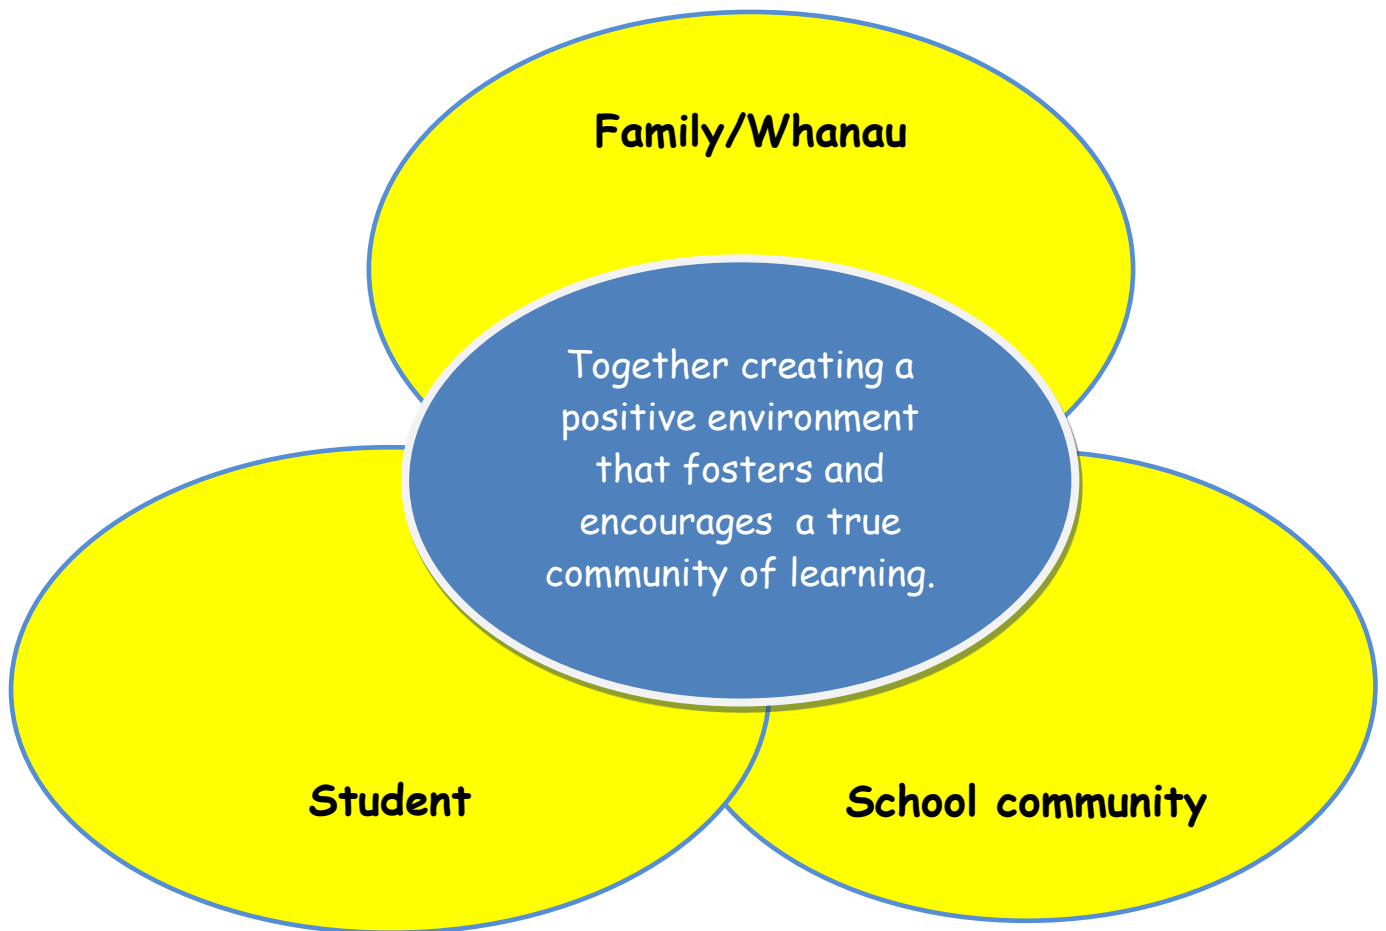 Family/Whanau
Together creating a
positive environment
that fosters and
encourages  a true
community of learning.
Student
School community